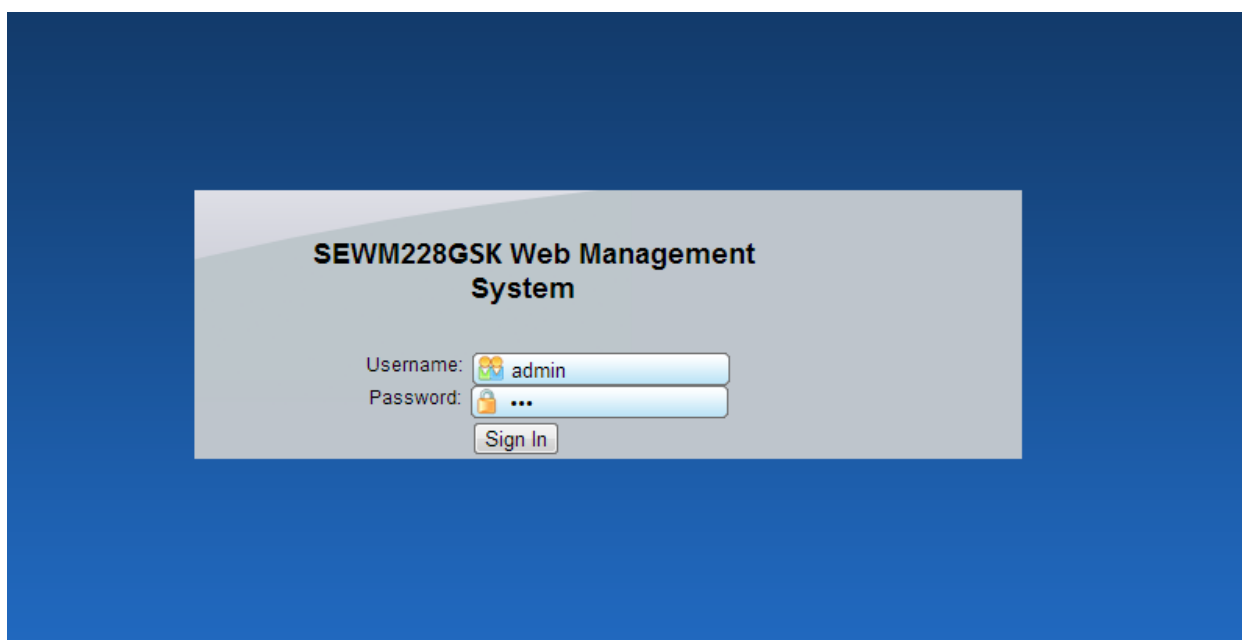 SEWM228GSK Web Management
System
Username: admin
Password: •••
Sign In